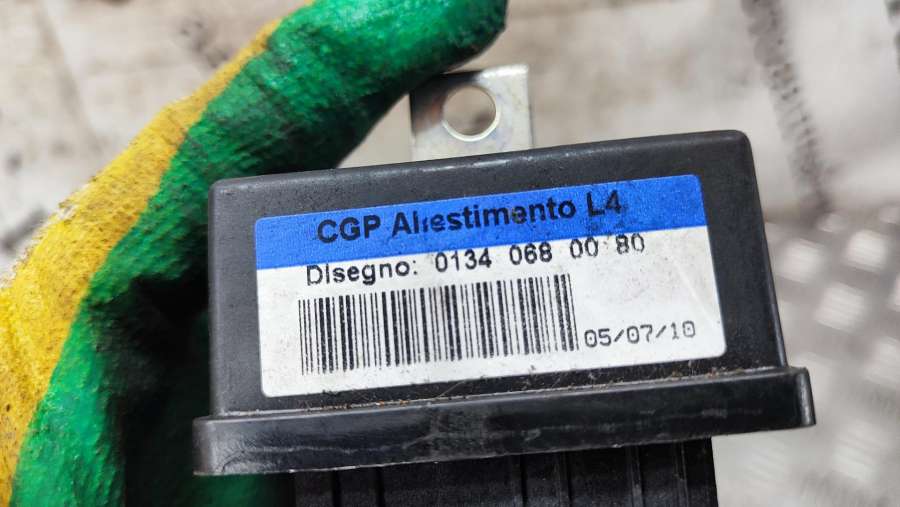 CGP Allestimento L4
Disegno: 0134 068 00 80
05/07/10